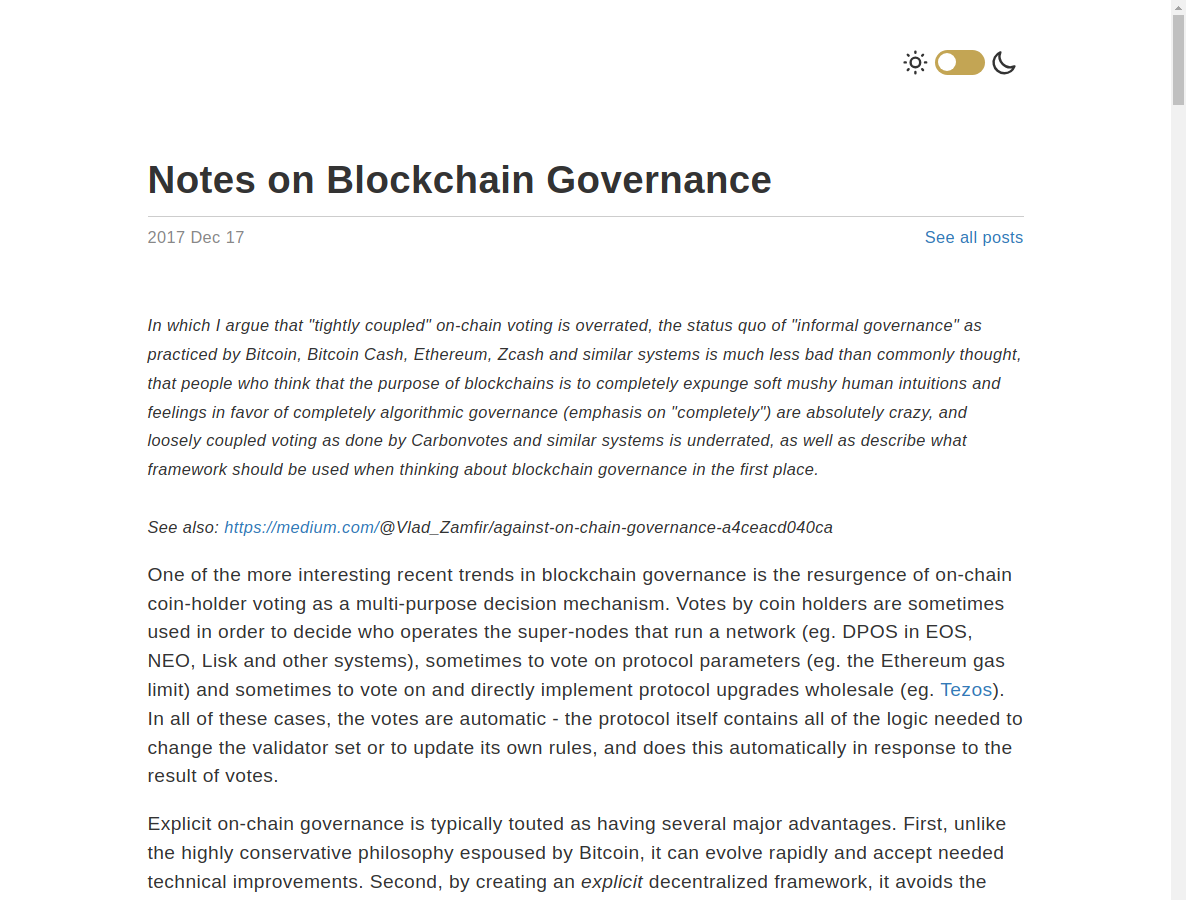 Notes on Blockchain Governance
2017 Dec 17
See all posts
In which I argue that "tightly coupled" on-chain voting is overrated, the status quo of "informal governance" as
practiced by Bitcoin, Bitcoin Cash, Ethereum, Zcash and similar systems is much less bad than commonly thought,
that people who think that the purpose of blockchains is to completely expunge soft mushy human intuitions and
feelings in favor of completely algorithmic governance (emphasis on "completely") are absolutely crazy, and
loosely coupled voting as done by Carbonvotes and similar systems is underrated, as well as describe what
framework should be used when thinking about blockchain governance in the first place.
See also: https://medium.com/@Vlad_Zamfir/against-on-chain-governance-a4ceacd040ca
One of the more interesting recent trends in blockchain governance is the resurgence of on-chain
coin-holder voting as a multi-purpose decision mechanism. Votes by coin holders are sometimes
used in order to decide who operates the super-nodes that run a network (eg. DPOS in EOS,
NEO, Lisk and other systems), sometimes to vote on protocol parameters (eg. the Ethereum gas
limit) and sometimes to vote on and directly implement protocol upgrades wholesale (eg. Tezos).
In all of these cases, the votes are automatic - the protocol itself contains all of the logic needed to
change the validator set or to update its own rules, and does this automatically in response to the
result of votes.
Explicit on-chain governance is typically touted as having several major advantages. First, unlike
the highly conservative philosophy espoused by Bitcoin, it can evolve rapidly and accept needed
technical improvements. Second, by creating an explicit decentralized framework, it avoids the